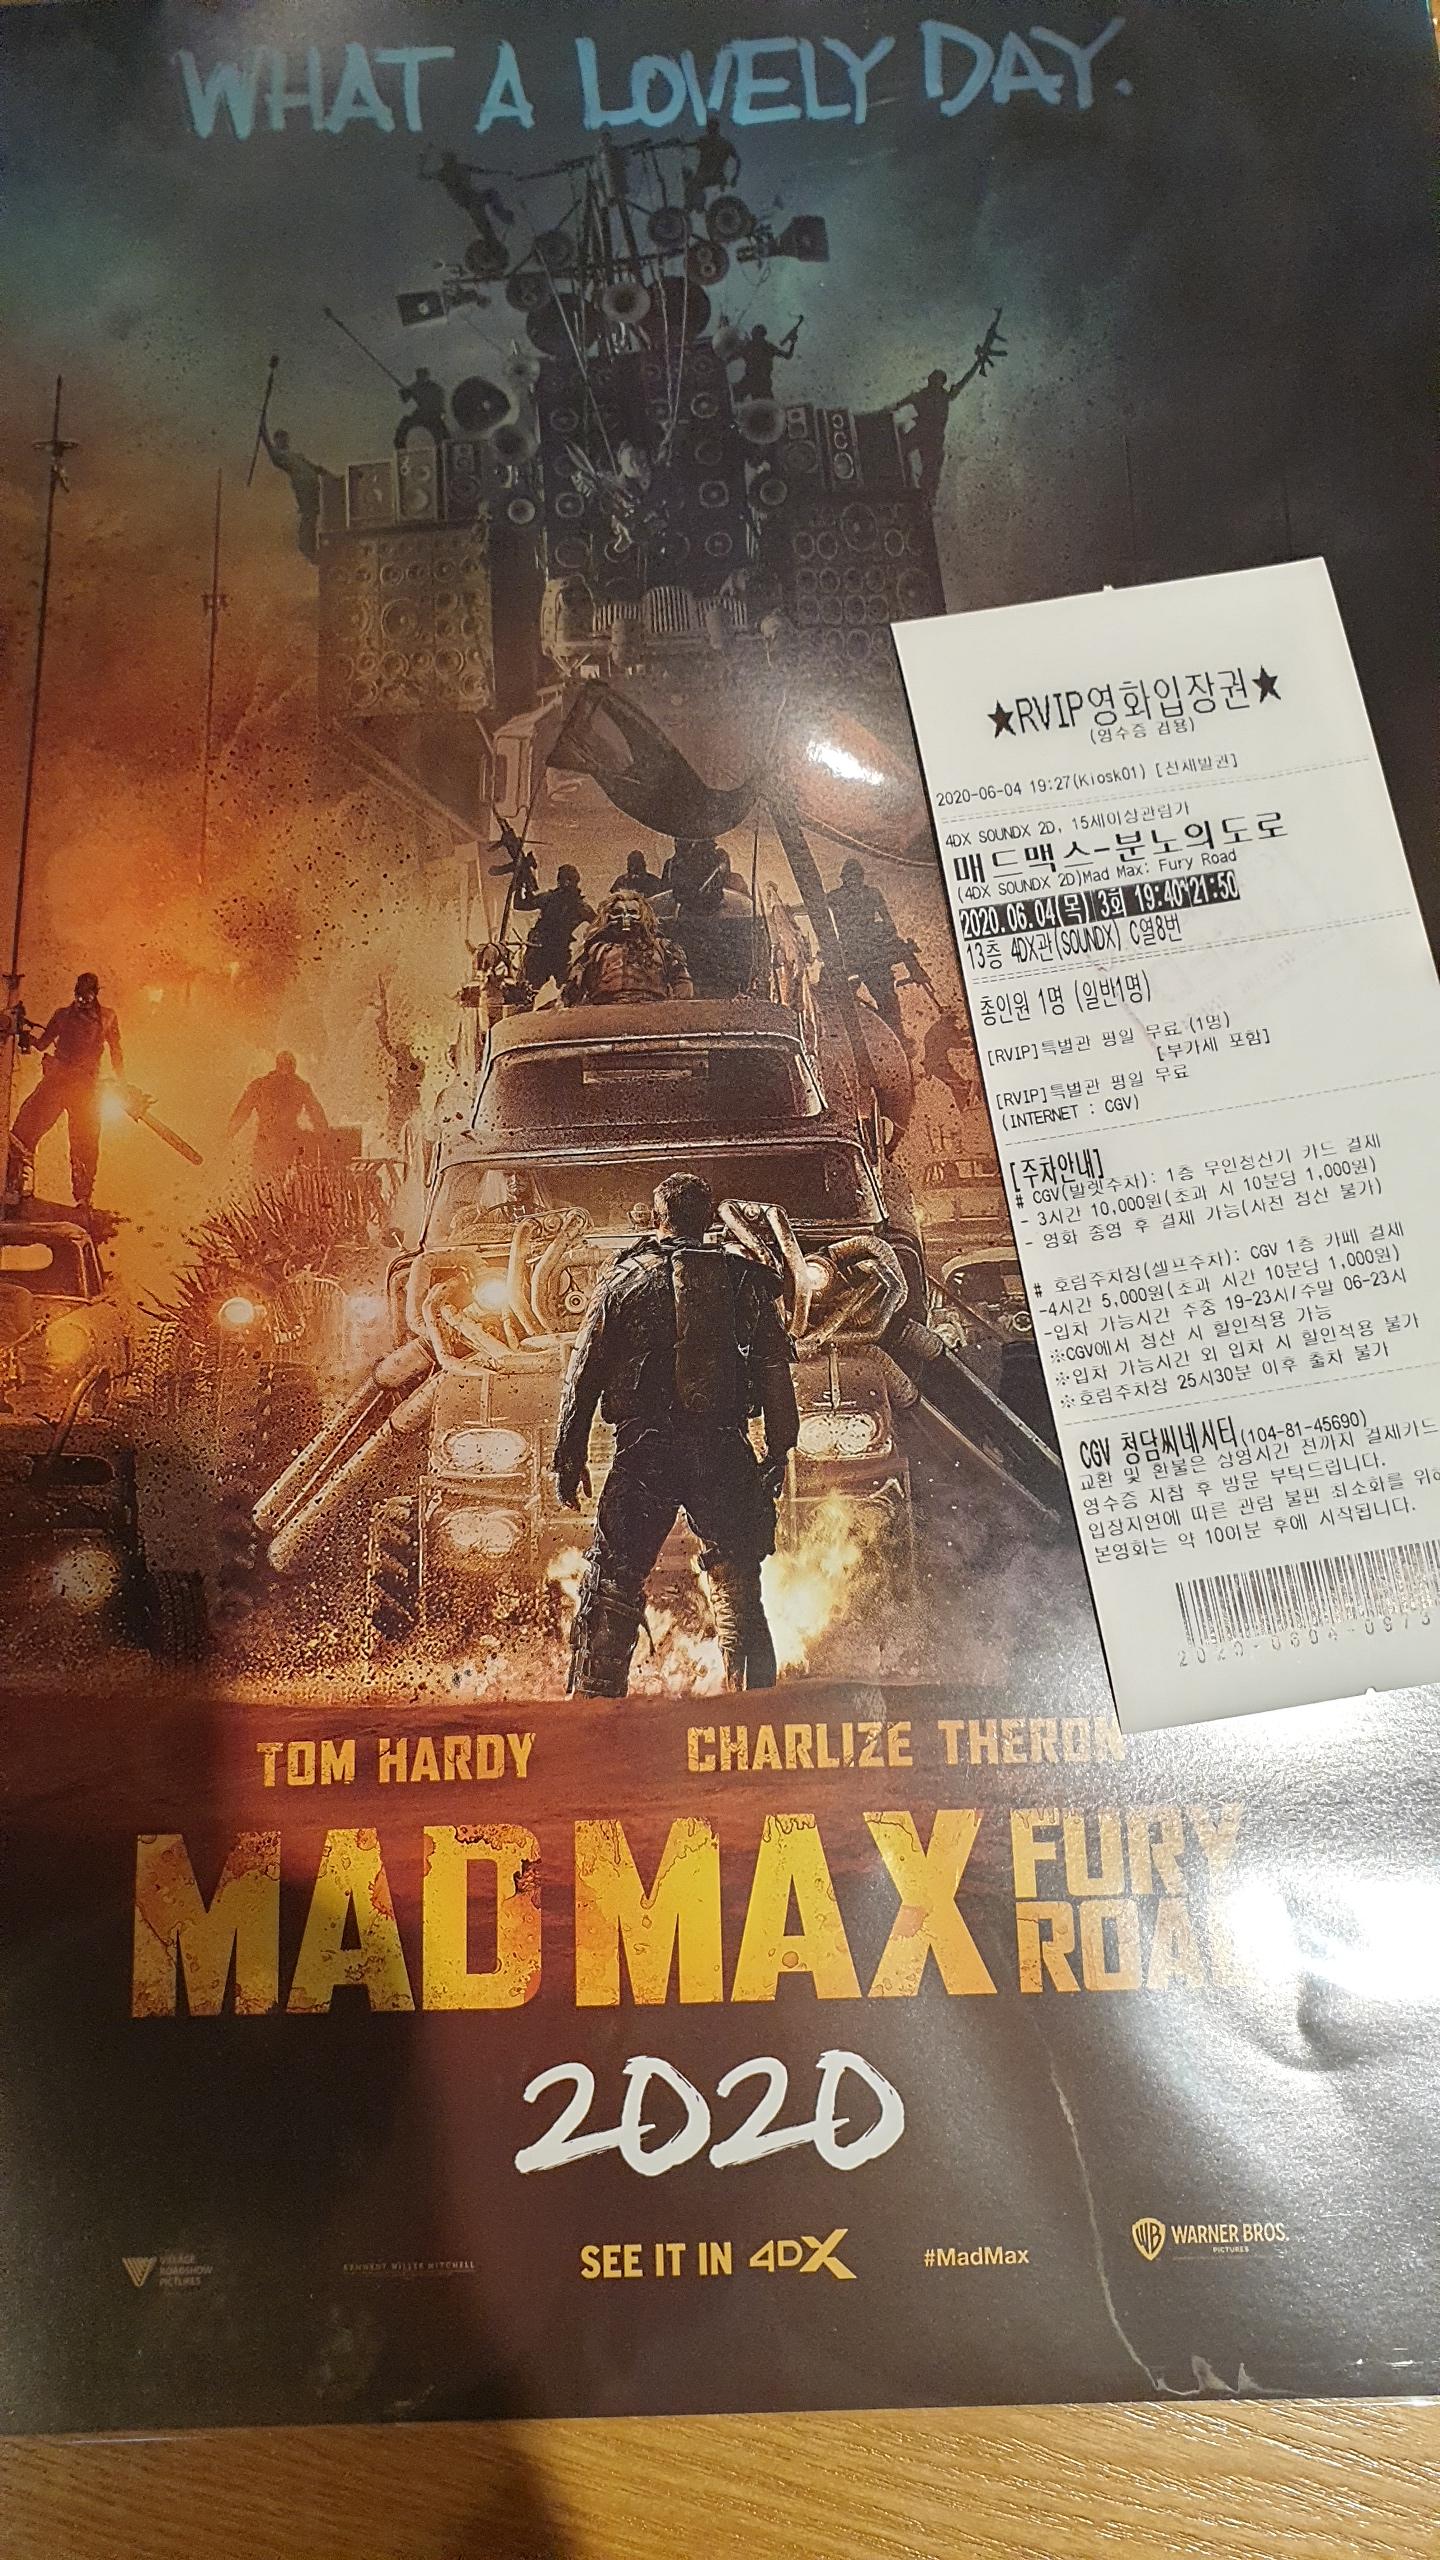 WHAT A LOVELY DAY.
★RVIP영화입장권★
(영수증 겸용)
2020-06-04 19:27(Kiosk01) [신세발권]
4DX SOUNDX 2D, 15세이상관람가
매드맥스-분노의도로
(4DX SOUNDX 2D)Mad Max: Fury Road
2020.06.04(목) 3회 19:40~21:50
13층 4DX관(SOUNDX) C열8번
총인원 1명 (일반1명)
[RVIP]특별관 평일 무료 (1명)
[부가세 포함]
[RVIP]특별관 평일 무료
(INTERNET : CGV)
[주차안내]
# CGV(발렛주차): 1층 무인정산기 카드 결제
- 3시간 10,000원(초과 시 10분당 1,000원)
- 영화 종영 후 결제 가능(사전 정산 불가)
# 호림주차장(셀프주차): CGV 1층 카페 결제
-4시간 5,000원(초과 시간 10분당 1,000원)
-입차 가능시간 주중 19-23시/주말 06-23시
※CGV에서 정산 시 할인적용 가능
※입차 가능시간 외 입차 시 할인적용 불가
※호림주차장 25시30분 이후 출차 불가
CGV 청담씨네시티(104-81-45690)
교환 및 환불은 상영시간 전까지 결제카드
영수증 지참 후 방문 부탁드립니다.
입장지연에 따른 관람 불편 최소화를 위해
본영화는 약 10여분 후에 시작됩니다.
2020-0604-0973
TOM HARDY CHARLIZE THERON
MAD MAX FURY ROAD
2020
VILLAGE ROADSHOW PICTURES
KENNEDY MILLER MITCHELL
SEE IT IN 4DX
#MadMax
WB WARNER BROS.
PICTURES